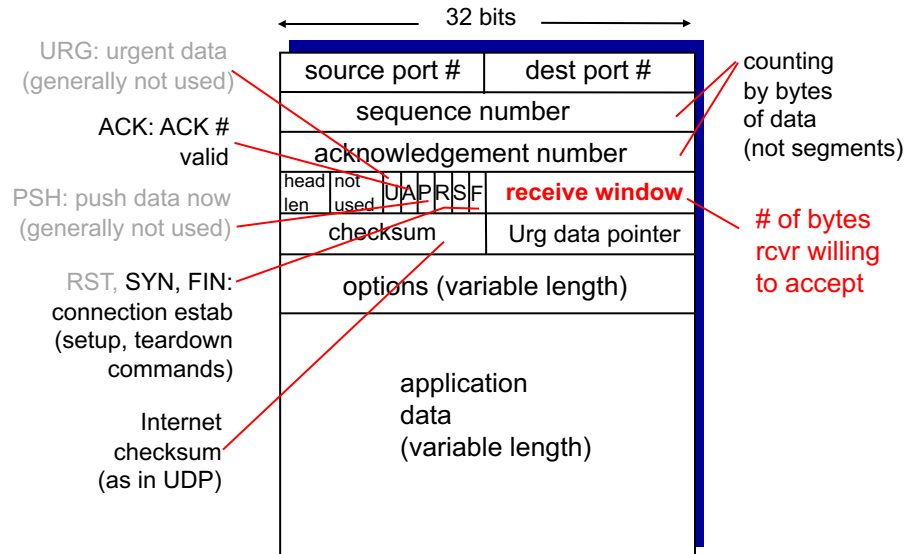 32 bits
URG: urgent data
(generally not used)
source port #
dest port #
counting
by bytes
of data
(not segments)
sequence number
ACK: ACK #
valid
acknowledgement number
PSH: push data now
(generally not used)
head
len
not
used
U A P R S F
receive window
# of bytes
rcvr willing
to accept
checksum
Urg data pointer
RST, SYN, FIN:
connection estab
(setup, teardown
commands)
options (variable length)
application
data
(variable length)
Internet
checksum
(as in UDP)